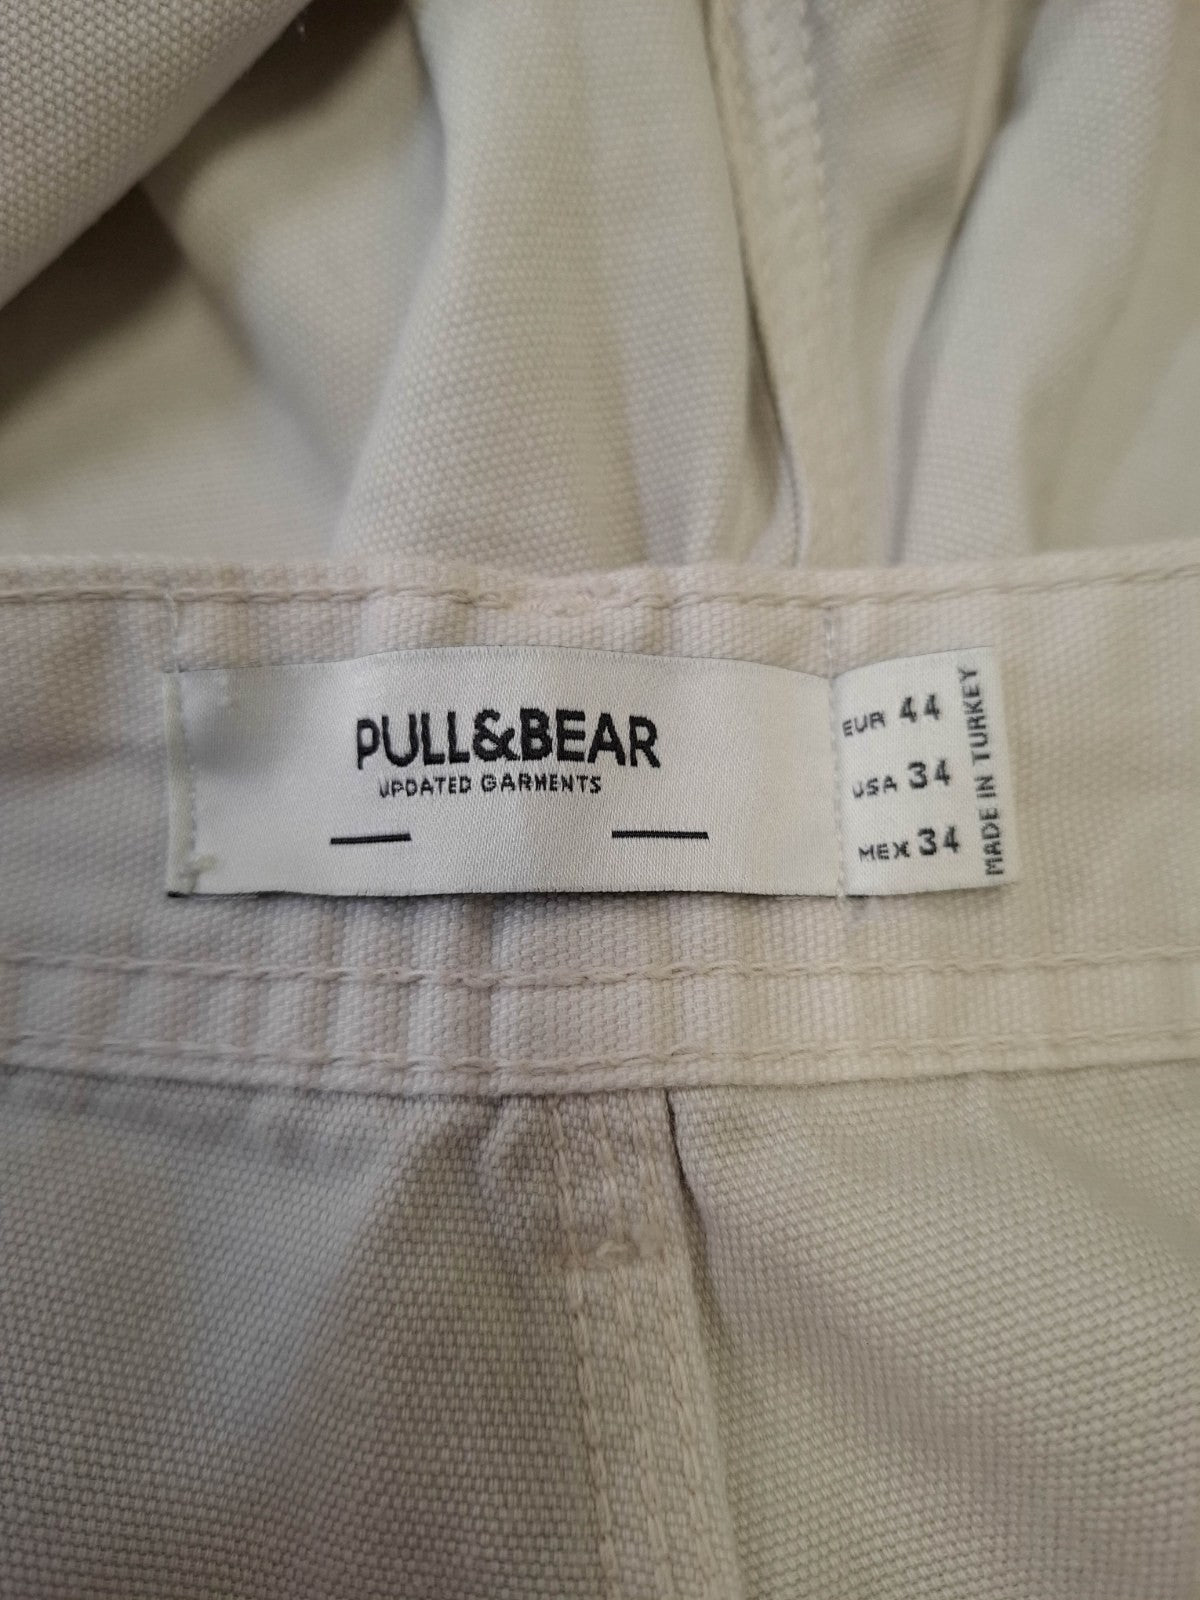 PULL&BEAR
UPDATED GARMENTS
EUR 44
USA 34
MEX 34
MADE IN TURKEY